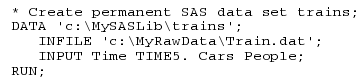 * Create permanent SAS data set trains;
DATA 'c:\MySASLib\trains';
INFILE 'c:\MyRawData\Train.dat';
INPUT Time TIME5. Cars People;
RUN;